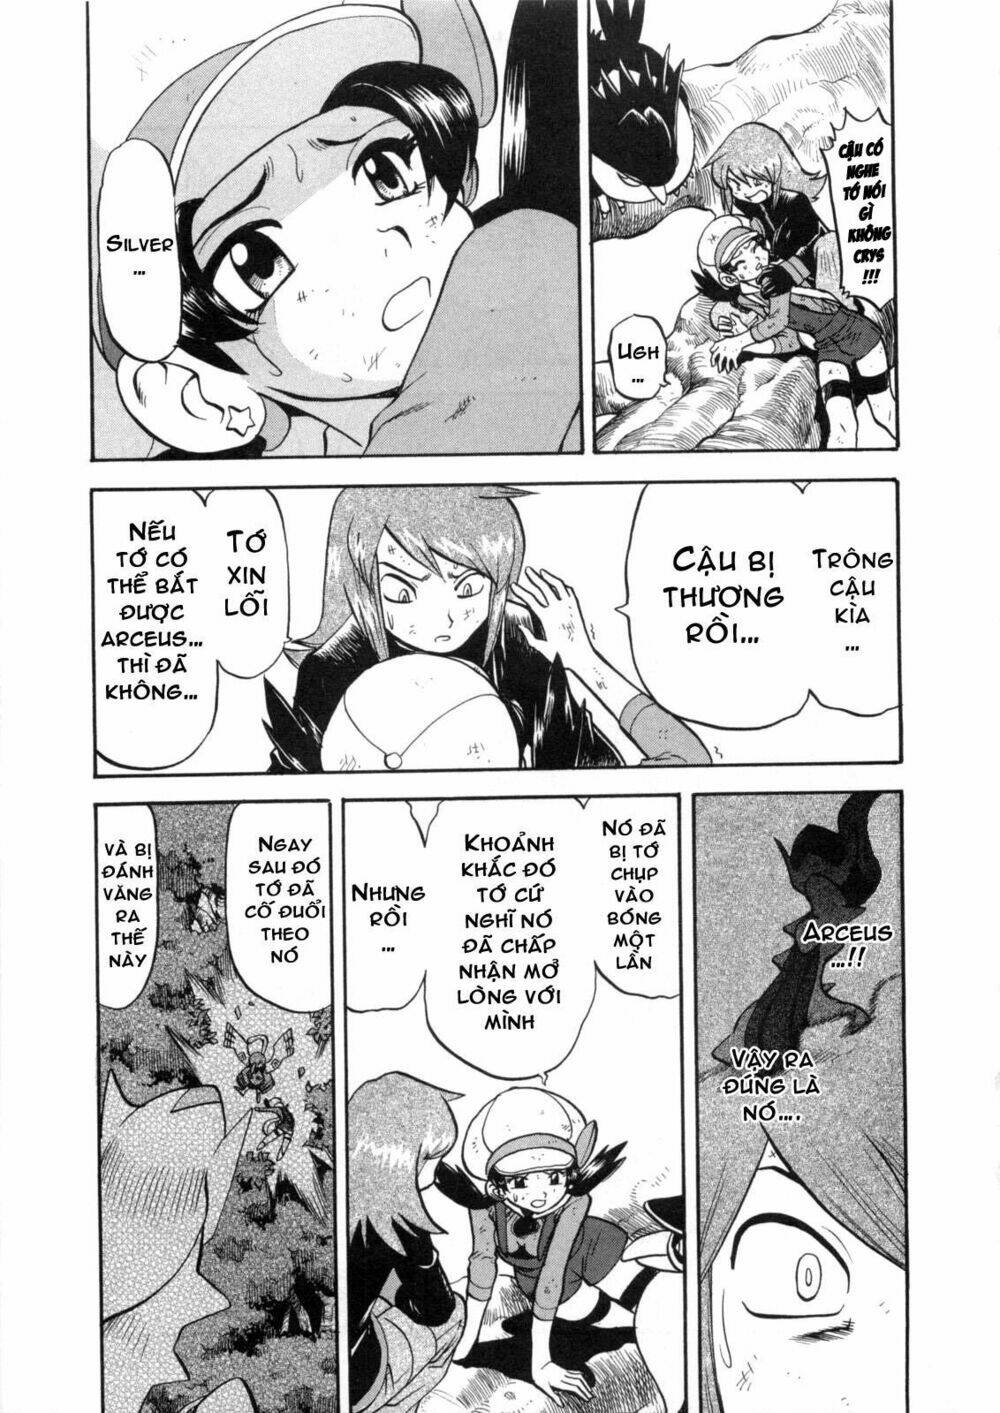 CẬU CÓ
NGHE
TỚ NÓI
GÌ
KHÔNG
CRYS
!!!
UGH
...
SILVER
...
TRÔNG
CẬU
KÌA
...
CẬU BỊ
THƯƠNG
RỒI...
TỚ
XIN
LỖI
NẾU
TỚ CÓ
THỂ BẮT
ĐƯỢC
ARCEUS...
THÌ ĐÃ
KHÔNG...
ARCEUS
...!!
VẬY RA
ĐÚNG LÀ
NÓ....
NÓ ĐÃ
BỊ TỚ
CHỤP
VÀO
BÓNG
MỘT
LẦN
KHOẢNH
KHẮC ĐÓ
TỚ CỨ
NGHĨ NÓ
ĐÃ CHẤP
NHẬN MỞ
LÒNG VỚI
MÌNH
NHƯNG
RỒI
...
NGAY
SAU ĐÓ
TỚ ĐÃ
CỐ ĐUỔI
THEO
NÓ
VÀ BỊ
ĐÁNH
VĂNG
RA
THẾ
NÀY